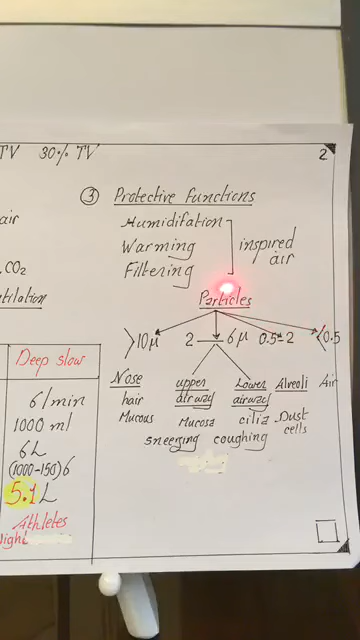 TV 30% TV
2
air
CO2
tilation
③ Protective functions
Humidifation
Warming
Filtering
inspired
air
Particles
>10μ 2 6μ 0.5-2 <0.5
Nose upper Lower Alveoli Air
hair airway airway Dust
Mucous Mucosa cilia cells
sneezing coughing
Deep slow
6/min
1000 ml
6L
(1000-150)6
5.1 L
Athletes